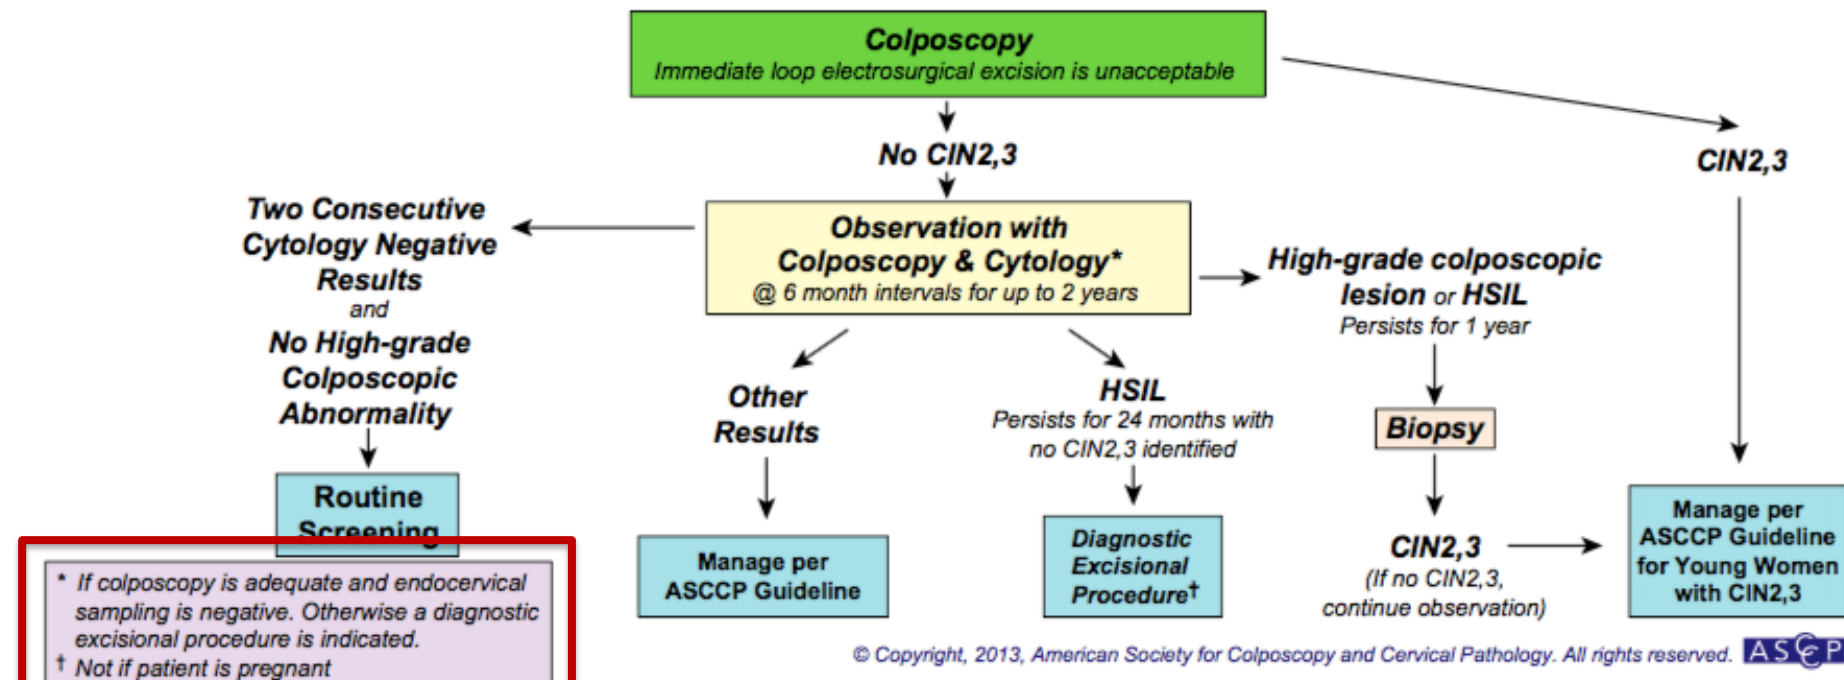 Colposcopy
Immediate loop electrosurgical excision is unacceptable
No CIN2,3
CIN2,3
Two Consecutive
Cytology Negative
Results
and
No High-grade
Colposcopic
Abnormality
Observation with
Colposcopy & Cytology*
@ 6 month intervals for up to 2 years
High-grade colposcopic
lesion or HSIL
Persists for 1 year
Other
Results
HSIL
Persists for 24 months with
no CIN2,3 identified
Biopsy
Routine
Screening
Manage per
ASCCP Guideline
Diagnostic
Excisional
Procedure†
CIN2,3
(If no CIN2,3,
continue observation)
Manage per
ASCCP Guideline
for Young Women
with CIN2,3
* If colposcopy is adequate and endocervical
sampling is negative. Otherwise a diagnostic
excisional procedure is indicated.
† Not if patient is pregnant
© Copyright, 2013, American Society for Colposcopy and Cervical Pathology. All rights reserved.
ASCCP